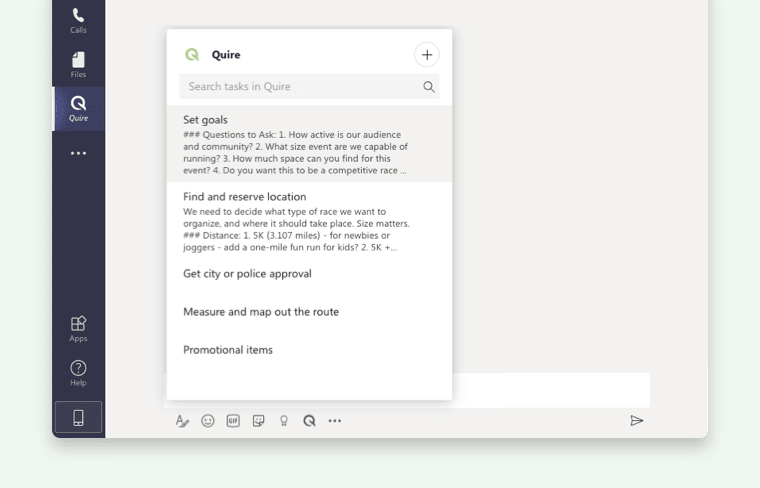 Calls
Files
Quire
Apps
Help
Quire
Search tasks in Quire
Set goals
### Questions to Ask: 1. How active is our audience
and community? 2. What size event are we capable of
running? 3. How much space can you find for this
event? 4. Do you want this to be a competitive race ...
Find and reserve location
We need to decide what type of race we want to
organize, and where it should take place. Size matters.
### Distance: 1. 5K (3.107 miles) - for newbies or
joggers - add a one-mile fun run for kids? 2. 5K +...
Get city or police approval
Measure and map out the route
Promotional items
GIF